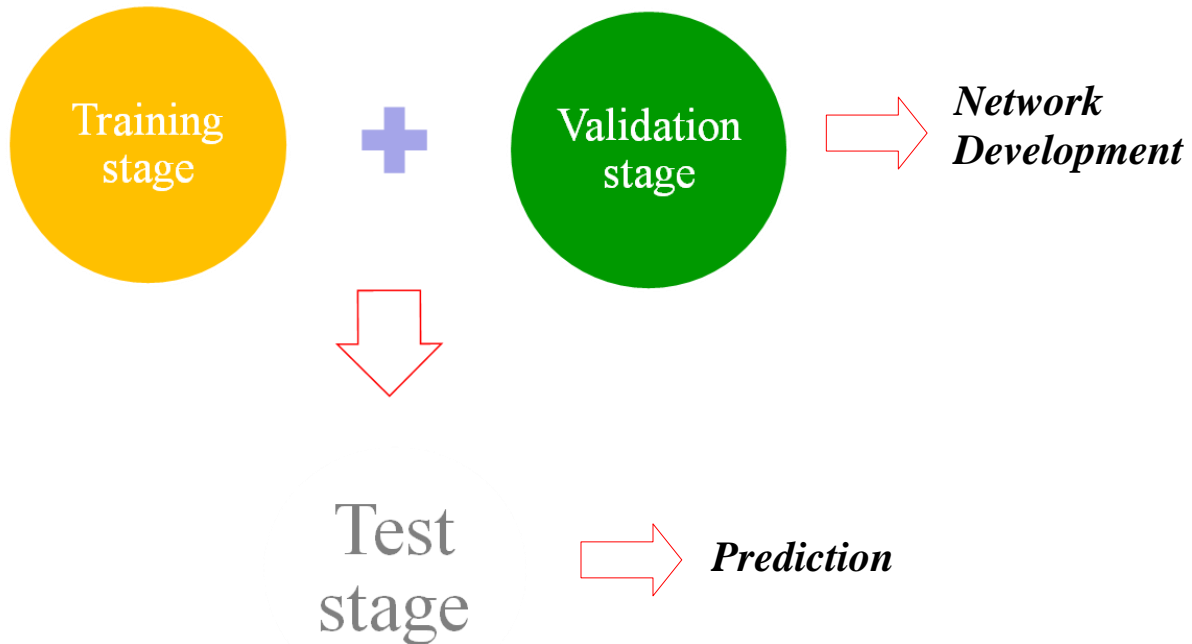 Training
stage
Validation
stage
Network
Development
Test
stage
Prediction